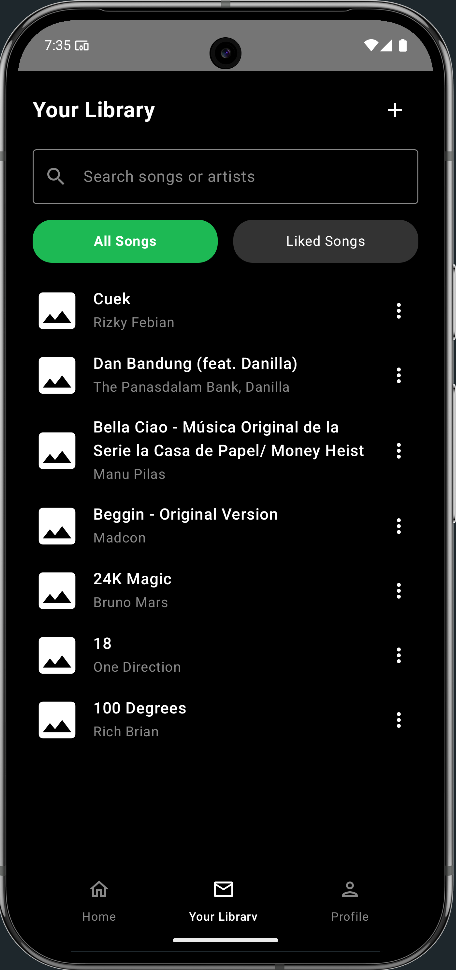 7:35
Your Library
Search songs or artists
All Songs
Liked Songs
Cuek
Rizky Febian
Dan Bandung (feat. Danilla)
The Panasdalam Bank, Danilla
Bella Ciao - Música Original de la
Serie la Casa de Papel/ Money Heist
Manu Pilas
Beggin - Original Version
Madcon
24K Magic
Bruno Mars
18
One Direction
100 Degrees
Rich Brian
Home
Your Library
Profile